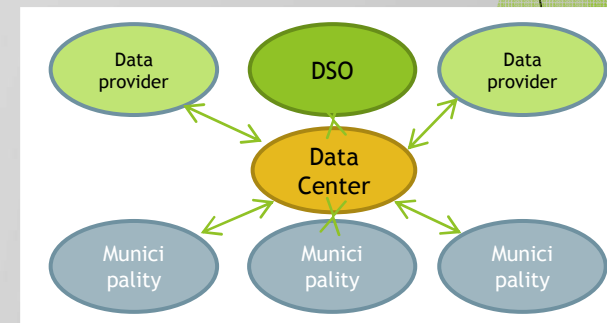 Data
provider
DSO
Data
provider
Data
Center
Munici
pality
Munici
pality
Munici
pality